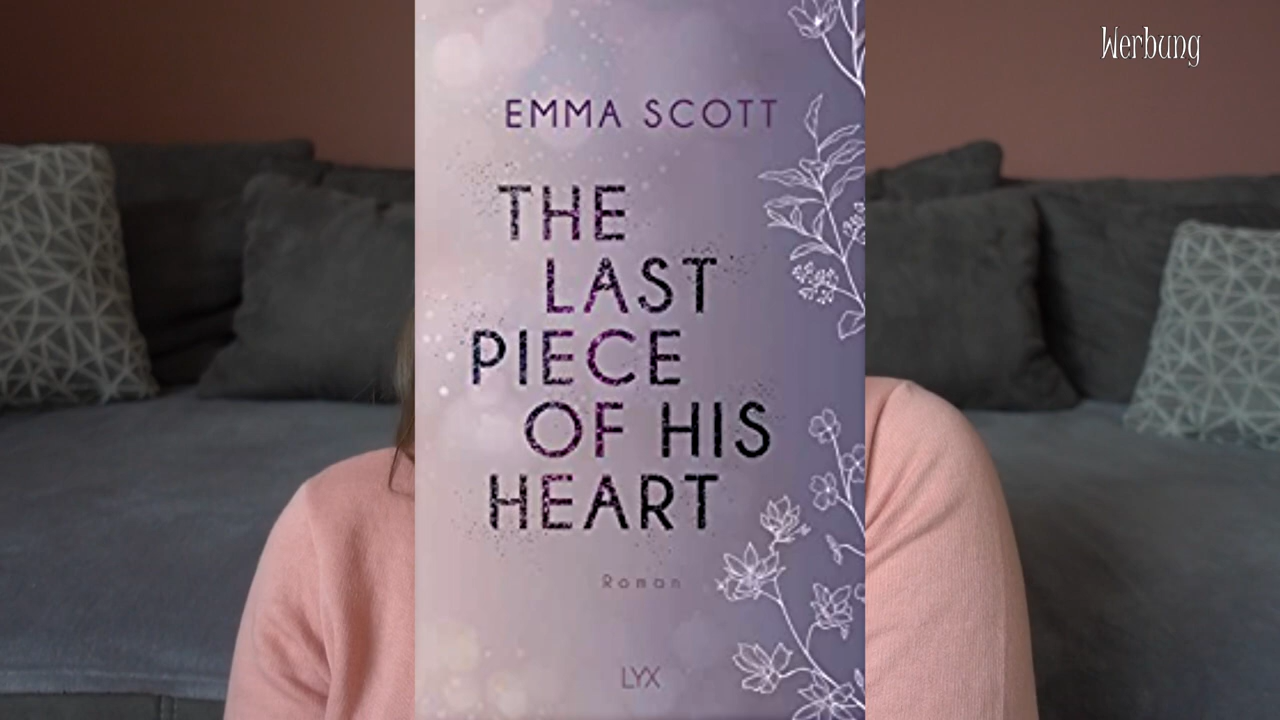 Werbung
EMMA SCOTT
THE
LAST
PIECE
OF HIS
HEART
Roman
LYX